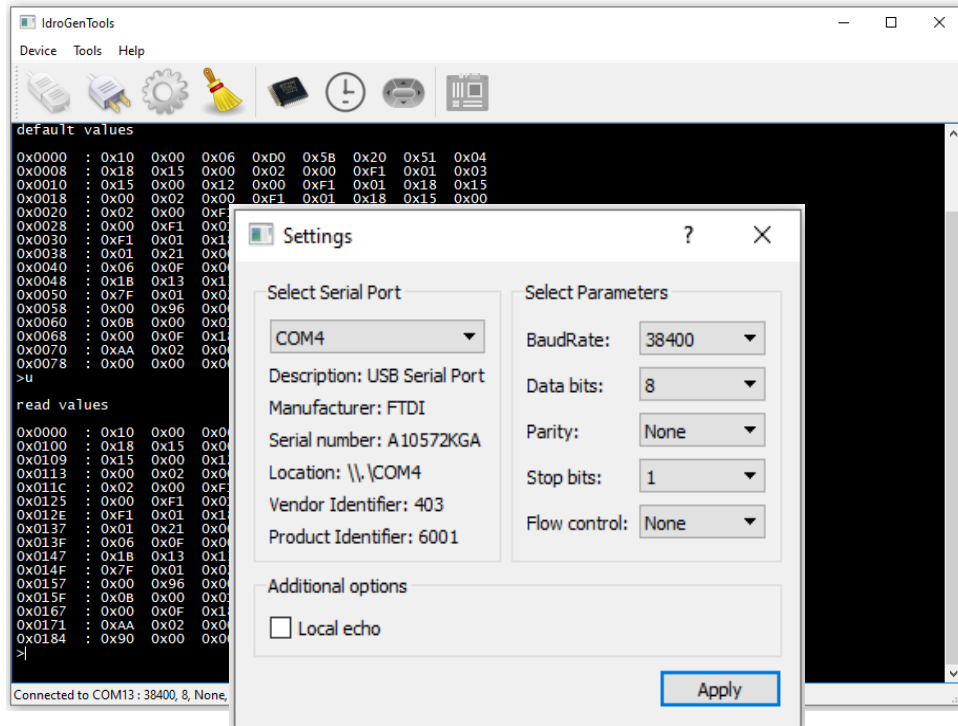 IdroGenTools
Device Tools Help
default values
0x0000 : 0x10 0x00 0x06 0xD0 0x5B 0x20 0x51 0x04
0x0008 : 0x18 0x15 0x00 0x02 0x00 0xF1 0x01 0x03
0x0010 : 0x15 0x00 0x12 0x00 0xF1 0x01 0x18 0x15
0x0018 : 0x00 0x02 0x00 0xF1 0x01 0x18 0x15 0x00
0x0020 : 0x02 0x00
0x0028 : 0x00 0xF1
0x0030 : 0xF1 0x01
0x0038 : 0x01 0x21
0x0040 : 0x06 0x0F
0x0048 : 0x1B 0x13
0x0050 : 0x7F 0x01
0x0058 : 0x00 0x96
0x0060 : 0x0B 0x00
0x0068 : 0x00 0x0F
0x0070 : 0xAA 0x02
0x0078 : 0x00 0x00
>u
read values
0x0000 : 0x10 0x00
0x0100 : 0x18 0x15
0x0109 : 0x15 0x00
0x0113 : 0x00 0x02
0x011C : 0x02 0x00
0x0125 : 0x00 0xF1
0x012E : 0xF1 0x01
0x0137 : 0x01 0x21
0x013F : 0x06 0x0F
0x0147 : 0x1B 0x13
0x014F : 0x7F 0x01
0x0157 : 0x00 0x96
0x015F : 0x0B 0x00
0x0167 : 0x00 0x0F
0x0171 : 0xAA 0x02
0x0184 : 0x90 0x00
>
Connected to COM13 : 38400, 8, None,
Settings ?
Select Serial Port
COM4
Description: USB Serial Port
Manufacturer: FTDI
Serial number: A10572KGA
Location: \\.\COM4
Vendor Identifier: 403
Product Identifier: 6001
Select Parameters
BaudRate: 38400
Data bits: 8
Parity: None
Stop bits: 1
Flow control: None
Additional options
Local echo
Apply